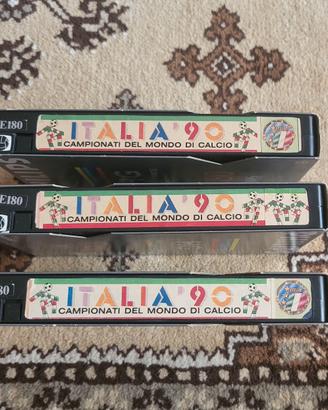 E180
ITALIA '90
CAMPIONATI DEL MONDO DI CALCIO
E180
ITALIA '90
CAMPIONATI DEL MONDO DI CALCIO
80
ITALIA '90
CAMPIONATI DEL MONDO DI CALCIO